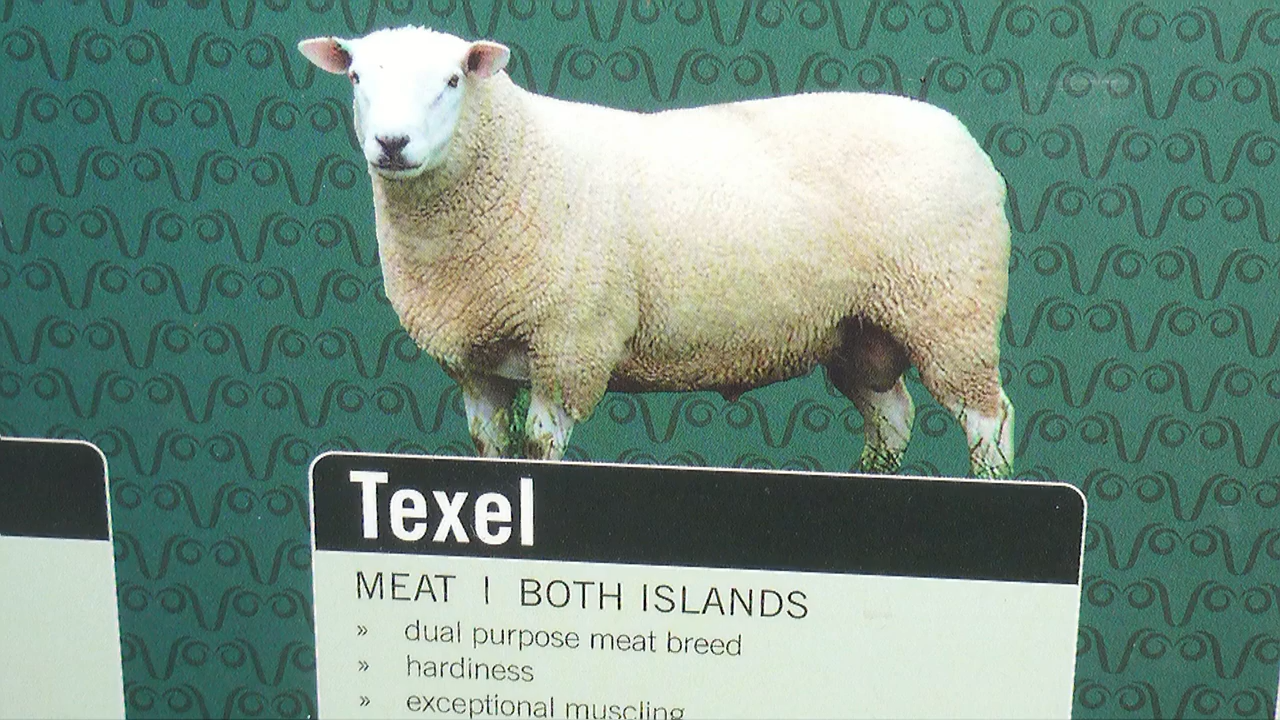 Texel
MEAT | BOTH ISLANDS
» dual purpose meat breed
» hardiness
» exceptional muscling